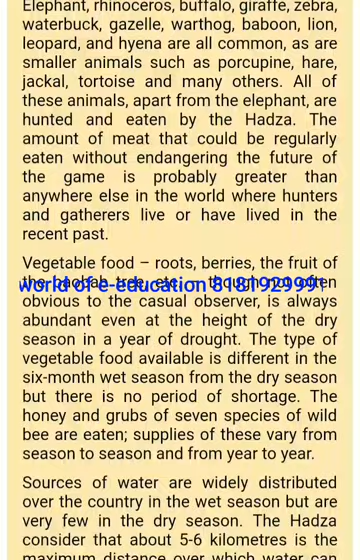 Elephant, rhinoceros, buffalo, giraffe, zebra,
waterbuck, gazelle, warthog, baboon, lion,
leopard, and hyena are all common, as are
smaller animals such as porcupine, hare,
jackal, tortoise and many others. All of
these animals, apart from the elephant, are
hunted and eaten by the Hadza. The
amount of meat that could be regularly
eaten without endangering the future of
the game is probably greater than
anywhere else in the world where hunters
and gatherers live or have lived in the
recent past.
Vegetable food – roots, berries, the fruit of
the baobab tree, etc. – though not often
world of e-education 8181929991
obvious to the casual observer, is always
abundant even at the height of the dry
season in a year of drought. The type of
vegetable food available is different in the
six-month wet season from the dry season
but there is no period of shortage. The
honey and grubs of seven species of wild
bee are eaten; supplies of these vary from
season to season and from year to year.
Sources of water are widely distributed
over the country in the wet season but are
very few in the dry season. The Hadza
consider that about 5-6 kilometres is the
maximum distance over which water can